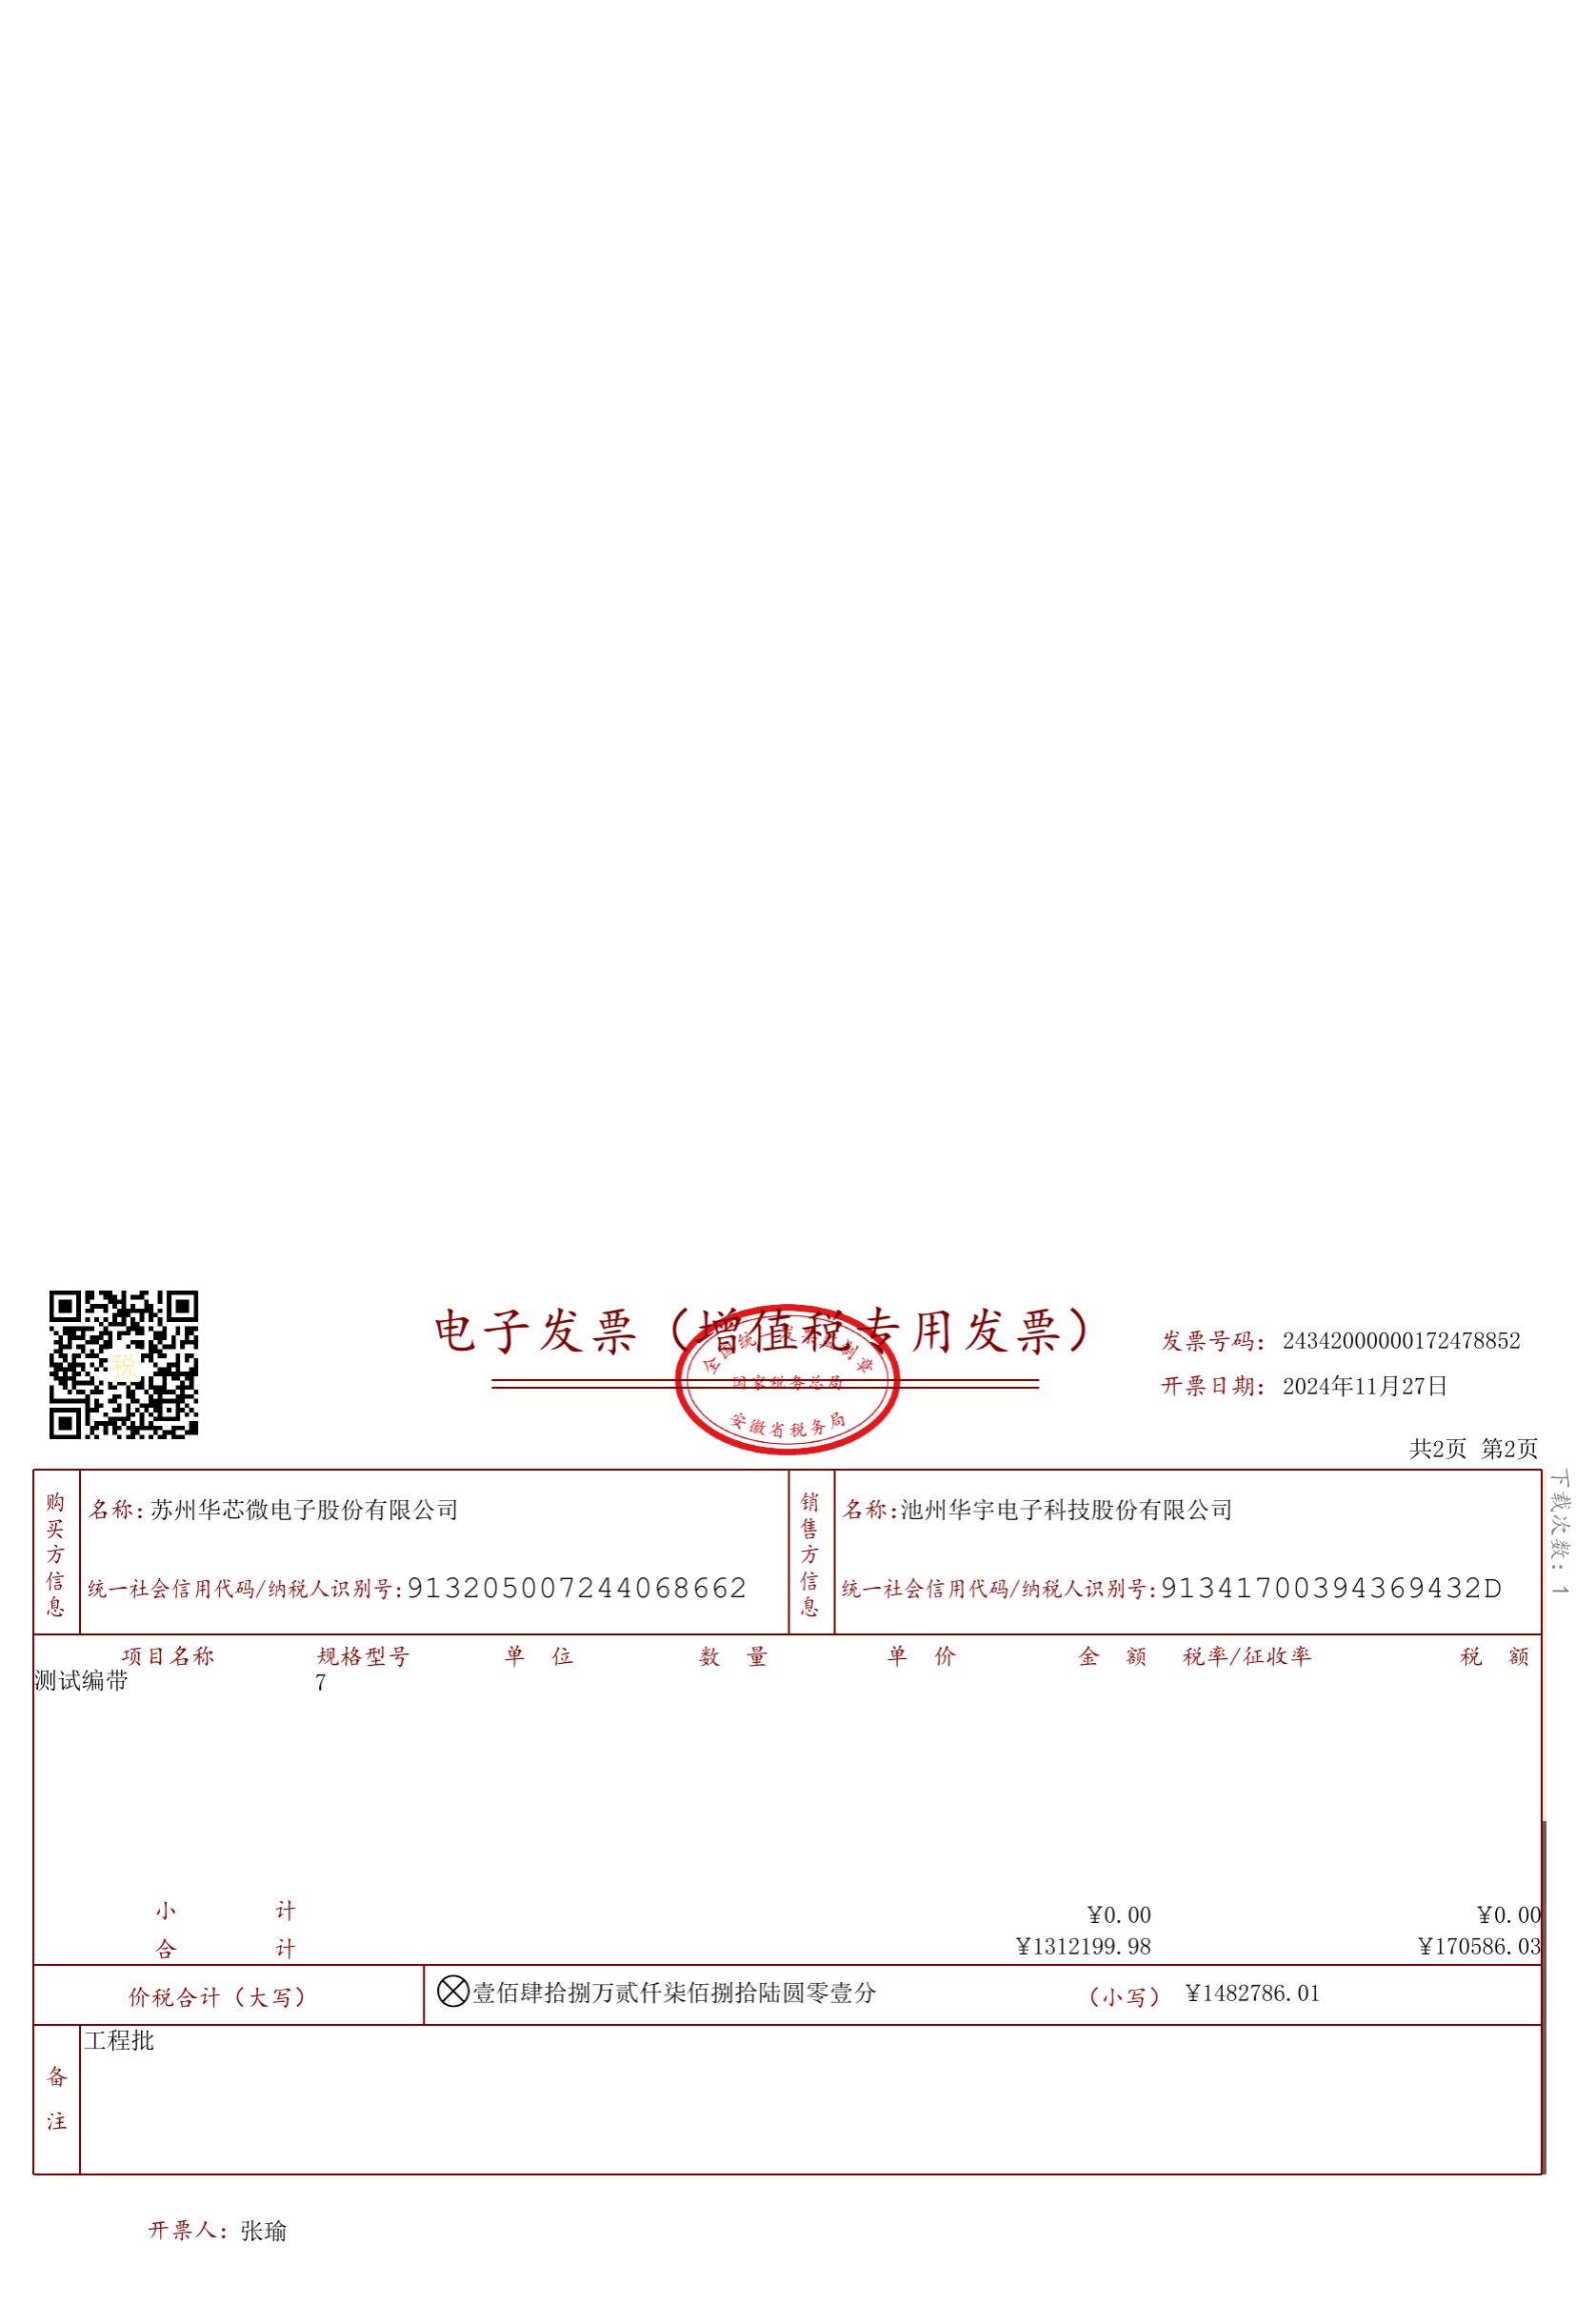 电子发票（增值税专用发票）
全国统一发票监制章
国家税务总局
安徽省税务局
税
发票号码： 24342000000172478852
开票日期： 2024年11月27日
共2页 第2页
下载次数：1
购买方信息
名称：苏州华芯微电子股份有限公司
统一社会信用代码/纳税人识别号：913205007244068662
销售方信息
名称：池州华宇电子科技股份有限公司
统一社会信用代码/纳税人识别号：91341700394369432D
项目名称 规格型号 单 位 数 量 单 价 金 额 税率/征收率 税 额
测试编带 7
小 计 ¥0.00 ¥0.00
合 计 ¥1312199.98 ¥170586.03
价税合计（大写） 壹佰肆拾捌万贰仟柒佰捌拾陆圆零壹分 （小写） ¥1482786.01
备注
工程批
开票人：张瑜